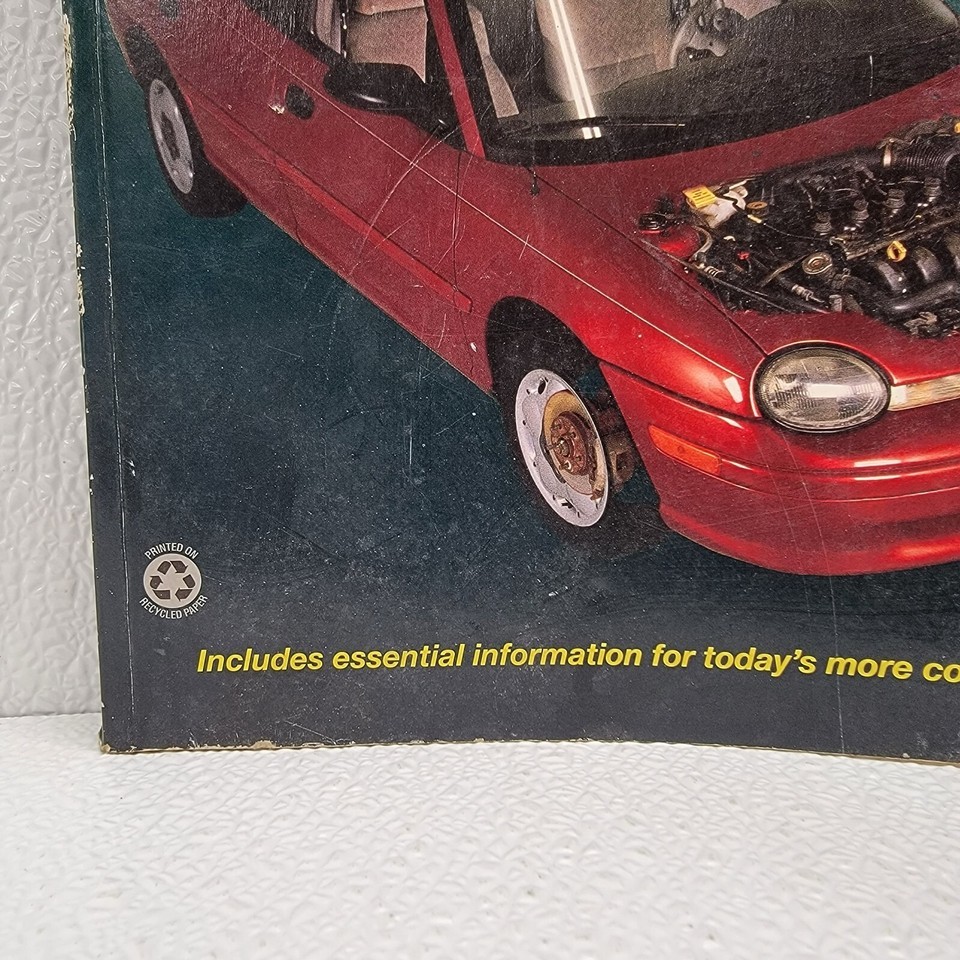 PRINTED ON
RECYCLED PAPER
Includes essential information for today's more co